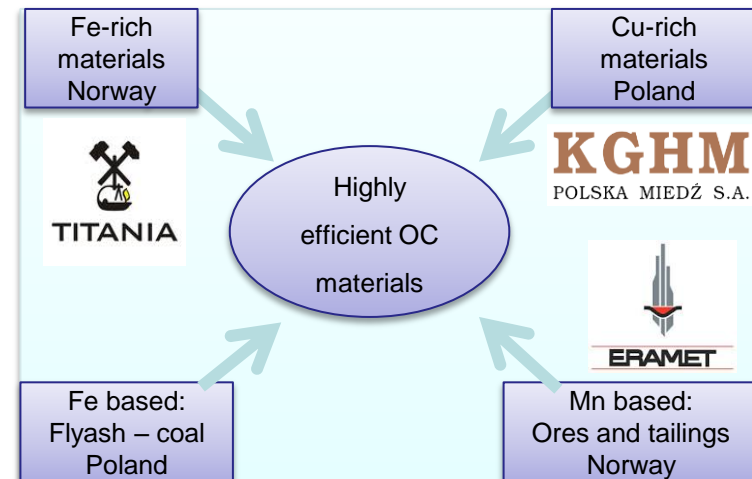 Fe-rich
materials
Norway
Cu-rich
materials
Poland
TITANIA
KGHM
POLSKA MIEDŹ S.A.
Highly
efficient OC
materials
ERAMET
Fe based:
Flyash – coal
Poland
Mn based:
Ores and tailings
Norway